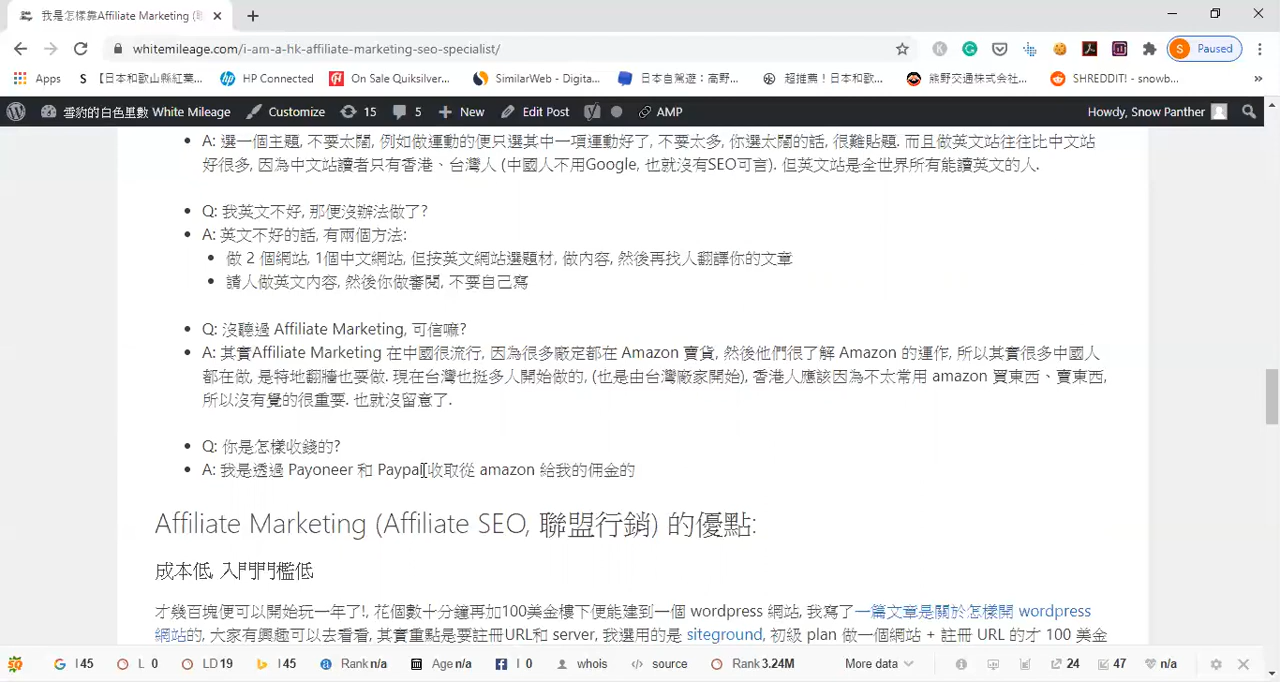 我是怎樣靠Affiliate Marketing (
whitemileage.com/i-am-a-hk-affiliate-marketing-seo-specialist/
S Paused
Apps 【日本和歌山縣紅葉... HP Connected On Sale Quiksilver... SimilarWeb - Digita... 日本自駕遊：高野... 超推票！日本和歌... 熊野交通株式会社... SHREDDIT! - snowb... »
雪豹的白色里數 White Mileage Customize 15 5 New Edit Post AMP Howdy, Snow Panther
A: 選一個主題, 不要太闊, 例如做運動的便只選其中一項運動好了, 不要太多, 你選太闊的話, 很難貼題. 而且做英文站往往比中文站
好很多, 因為中文站讀者只有香港、台灣人 (中國人不用Google, 也就沒有SEO可言). 但英文站是全世界所有能讀英文的人.
Q: 我英文不好, 那便沒辦法做了?
A: 英文不好的話, 有兩個方法:
做 2 個網站, 1個中文網站, 但按英文網站選題材, 做內容, 然後再找人翻譯你的文章
請人做英文內容, 然後你做審閱, 不要自己寫
Q: 沒聽過 Affiliate Marketing, 可信嘛?
A: 其實Affiliate Marketing 在中國很流行, 因為很多廠定都在 Amazon 賣貨, 然後他們很了解 Amazon 的運作, 所以其實很多中國人
都在做, 是特地翻牆也要做. 現在台灣也挺多人開始做的, (也是由台灣廠家開始), 香港人應該因為不太常用 amazon 買東西、賣東西,
所以沒有覺的很重要. 也就沒留意了.
Q: 你是怎樣收錢的?
A: 我是透過 Payoneer 和 Paypal收取從 amazon 給我的佣金的
Affiliate Marketing (Affiliate SEO, 聯盟行銷) 的優點:
成本低, 入門門檻低
才幾百塊便可以開始玩一年了!, 花個數十分鐘再加100美金樓下便能建到一個 wordpress 網站, 我寫了一篇文章是關於怎樣開 wordpress
網站的, 大家有興趣可以去看看, 其實重點是要註冊URL和 server, 我選用的是 siteground, 初级 plan 做一個網站 + 註冊 URL 的才 100 美金
I 45 L 0 LD 19 I 45 Rank n/a Age n/a I 0 whois source Rank 3.24M More data 24 47 n/a